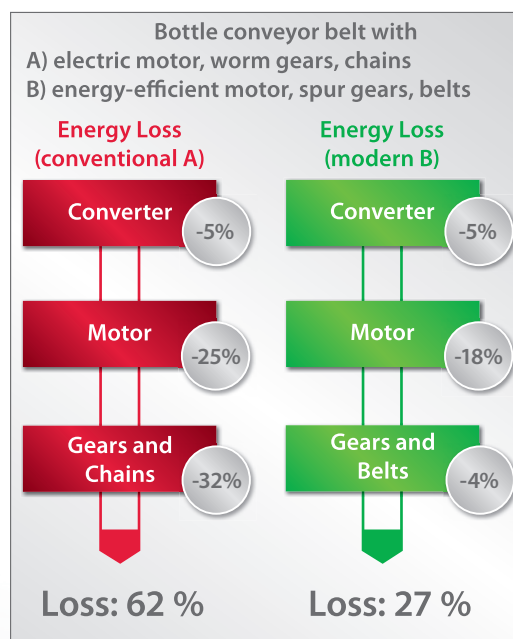 Bottle conveyor belt with
A) electric motor, worm gears, chains
B) energy-efficient motor, spur gears, belts
Energy Loss
(conventional A)
Converter
-5%
Motor
-25%
Gears and
Chains
-32%
Loss: 62 %
Energy Loss
(modern B)
Converter
-5%
Motor
-18%
Gears and
Belts
-4%
Loss: 27 %